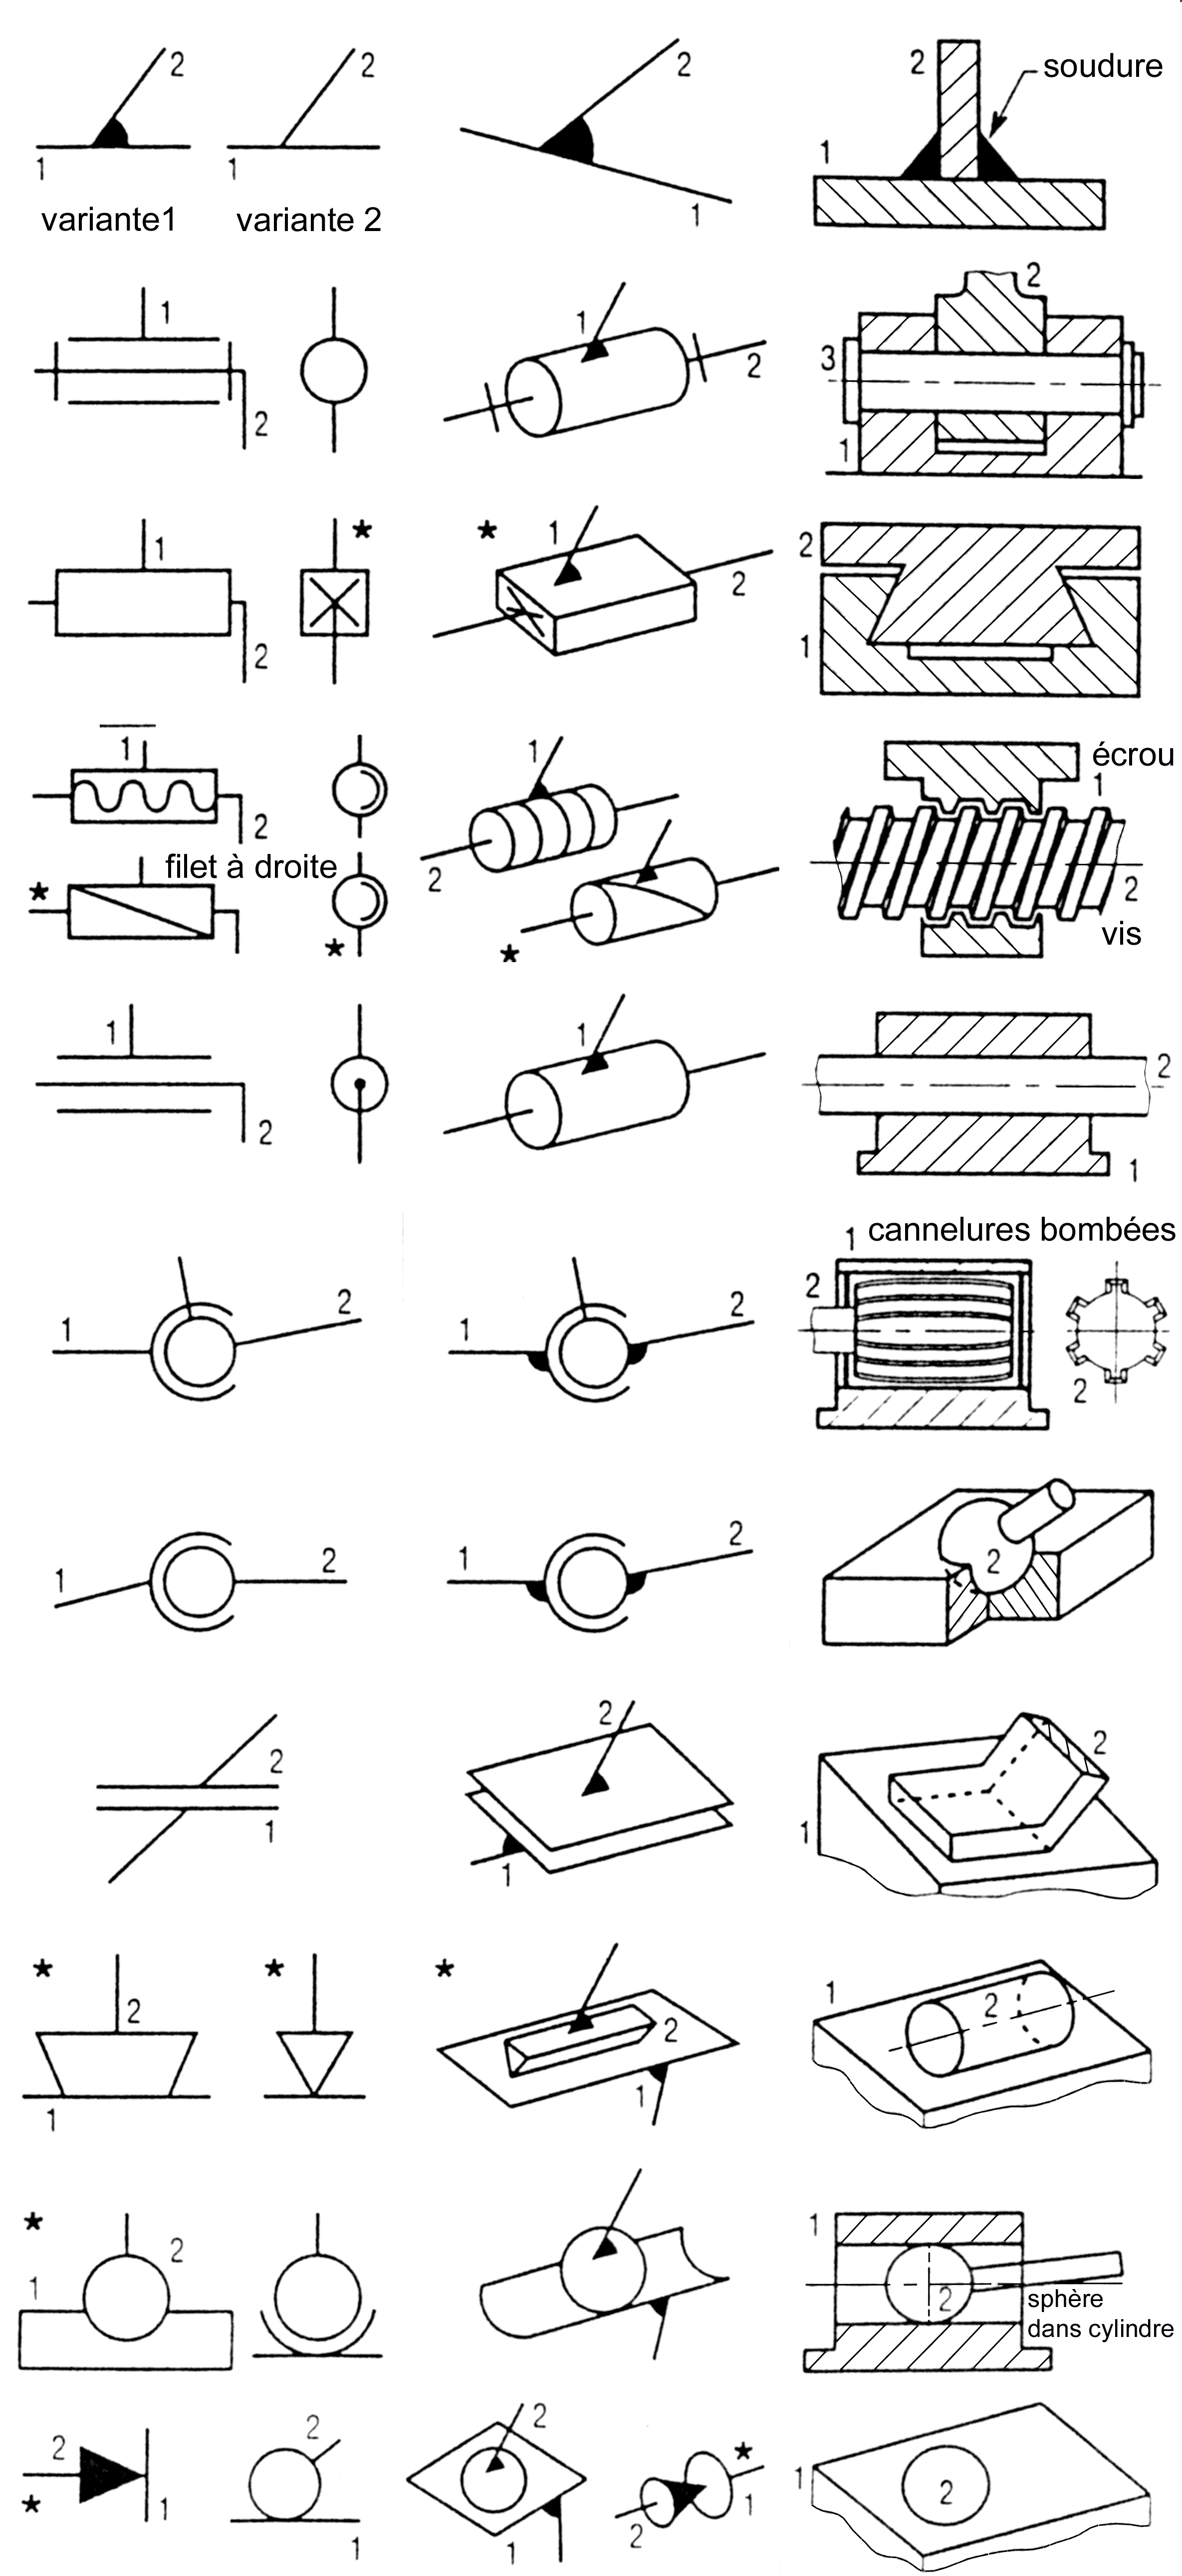 2 2 2 2 soudure
1 1 1 1
variante1 variante 2
1 1 2
2 2 3 1
1 * * 1 2
2 2 1
1 1 écrou
1
2 filet à droite 2 2
* * * vis
1 1 2
2 1
1 cannelures bombées
1 2 1 2 2
2
1 2 1 2 2
2 2 2
1 1 1
* * * 1
2 2 2
1 1
* 2 1
1 2
sphère
dans cylindre
2 2 2 * 1
* 1 1 1 2 1 2